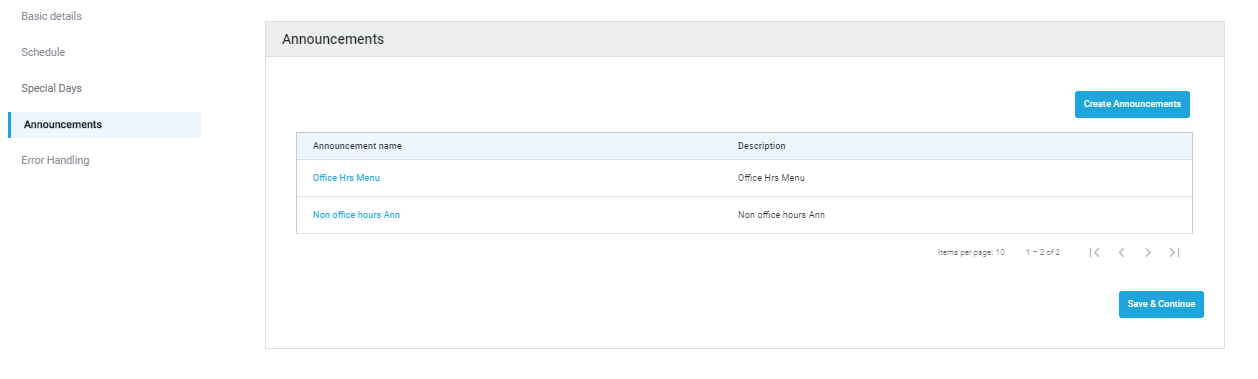 Basic details
Schedule
Special Days
Announcements
Error Handling
Announcements
Create Announcements
Announcement name Description
Office Hrs Menu Office Hrs Menu
Non office hours Ann Non office hours Ann
Items per page: 10 1 – 2 of 2
Save & Continue